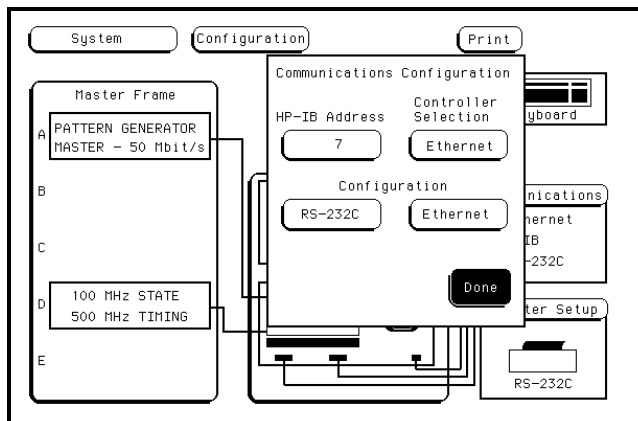 System
Configuration
Print
Communications Configuration
HP-IB Address
Controller
Selection
7
Ethernet
Configuration
RS-232C
Ethernet
Done
Master Frame
A
PATTERN GENERATOR
MASTER - 50 Mbit/s
B
C
D
100 MHz STATE
500 MHz TIMING
E
yboard
nications
hernet
IB
-232C
ter Setup
RS-232C